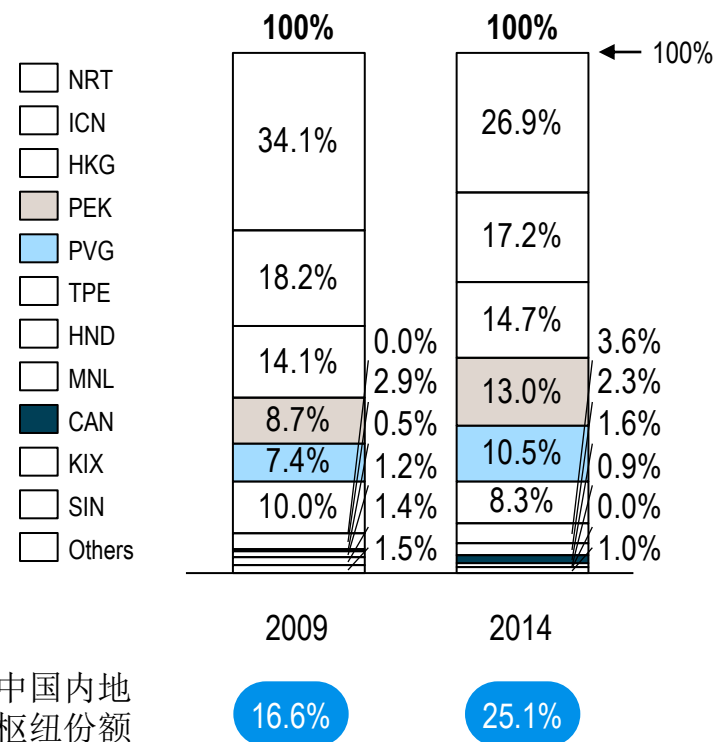 100%
100%
100%
NRT
ICN
HKG
PEK
PVG
TPE
HND
MNL
CAN
KIX
SIN
Others
34.1%
18.2%
14.1%
8.7%
7.4%
10.0%
0.0%
2.9%
0.5%
1.2%
1.4%
1.5%
26.9%
17.2%
14.7%
13.0%
10.5%
8.3%
3.6%
2.3%
1.6%
0.9%
0.0%
1.0%
2009
2014
中国内地
枢纽份额
16.6%
25.1%